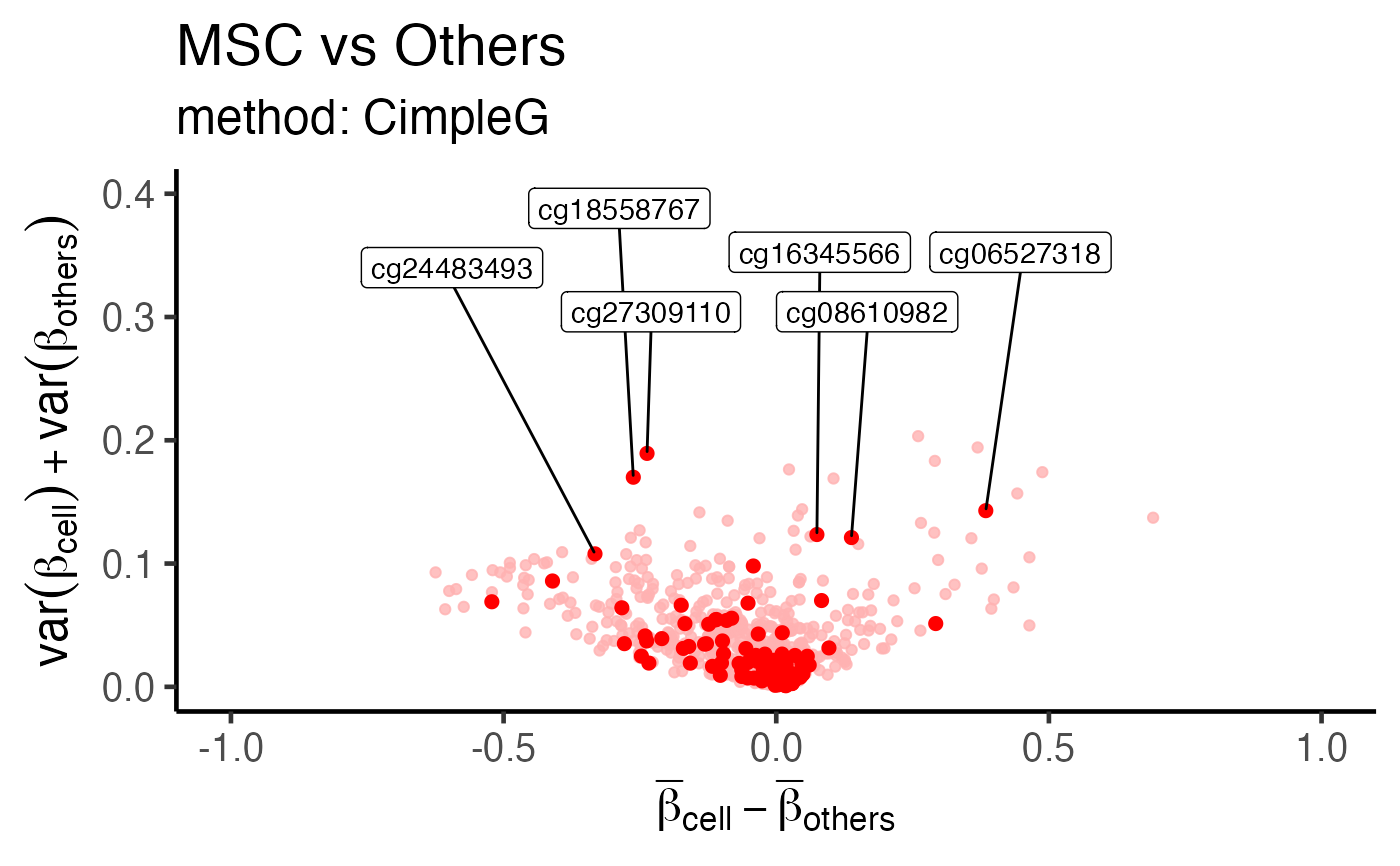 MSC vs Others
method: CimpleG
var(βcell) + var(βothers)
0.4
0.3
0.2
0.1
0.0
cg18558767
cg24483493
cg16345566
cg06527318
cg27309110
cg08610982
-1.0 -0.5 0.0 0.5 1.0
β̅cell − β̅others